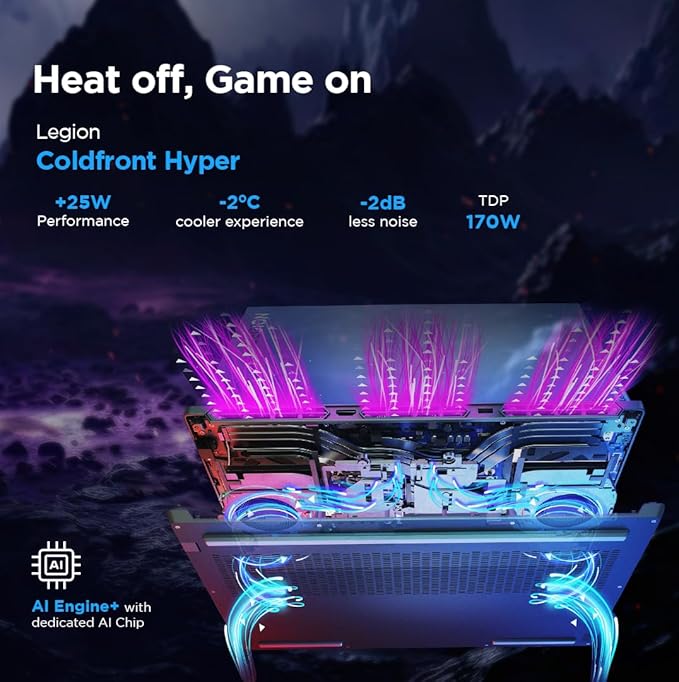 Heat off, Game on
Legion
Coldfront Hyper
+25W
Performance
-2°C
cooler experience
-2dB
less noise
TDP
170W
AI
AI Engine+ with
dedicated AI Chip